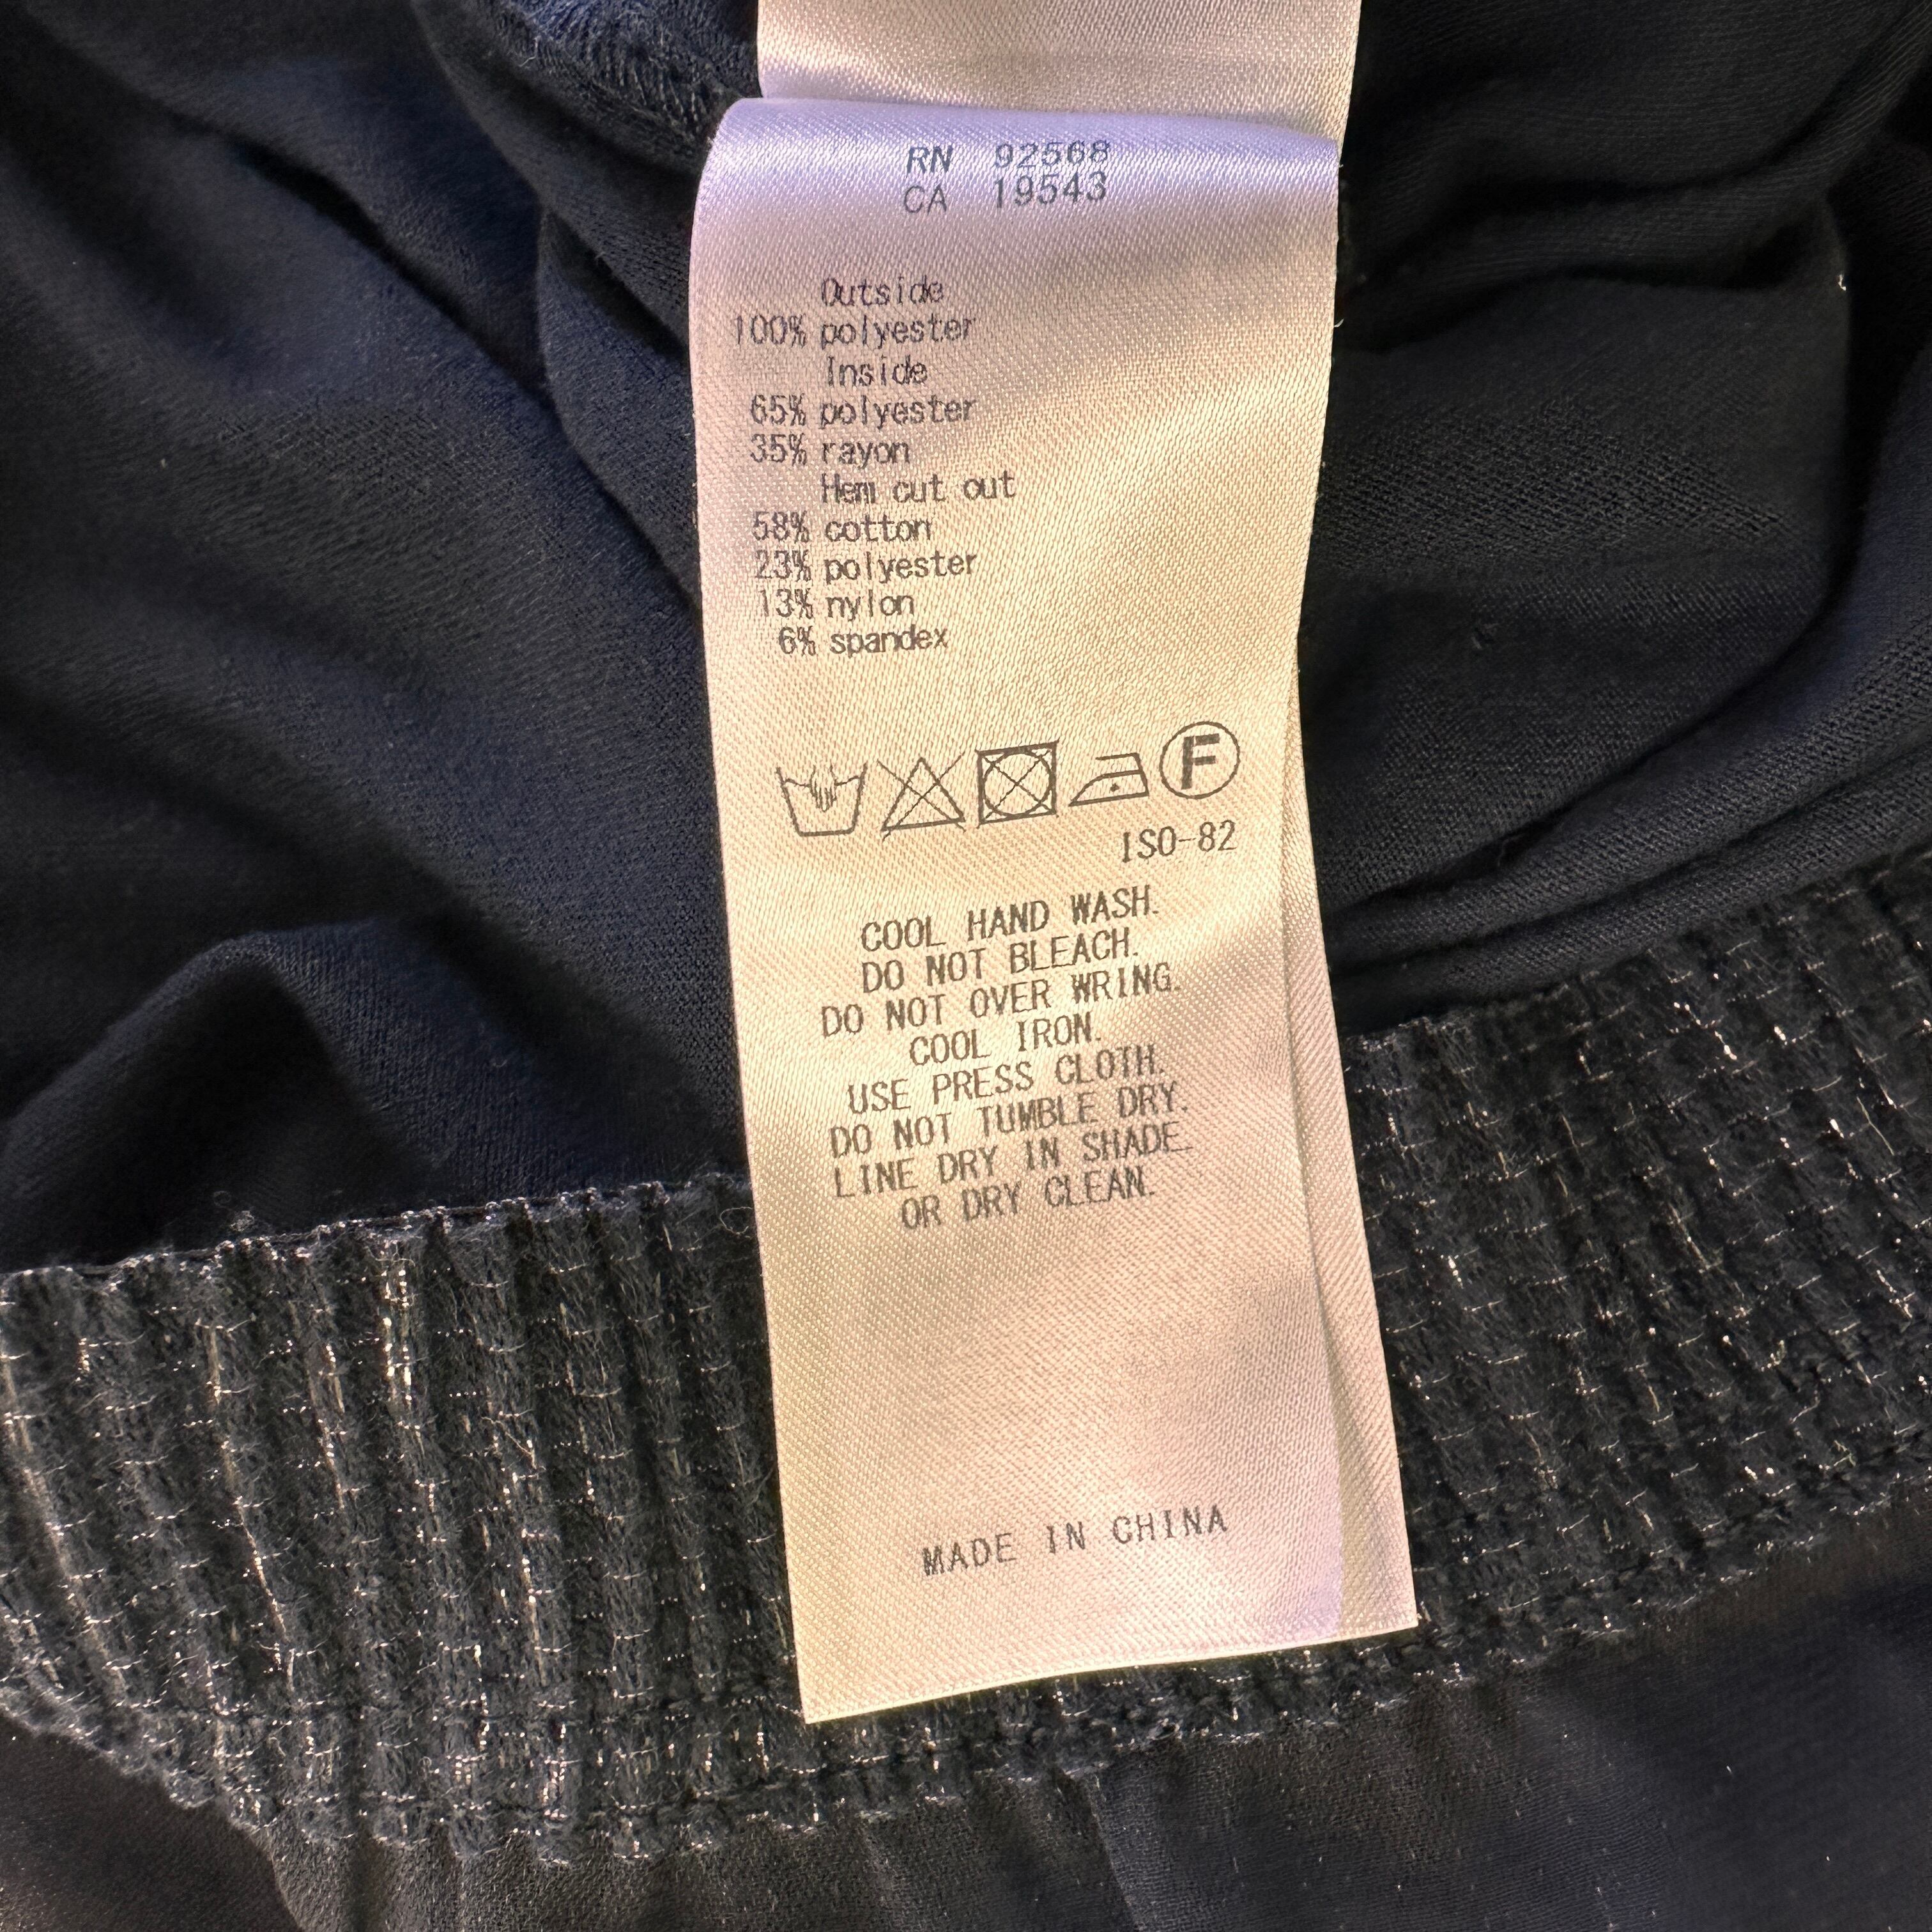 RN 92568
CA 19543
Outside
100% polyester
Inside
65% polyester
35% rayon
Hem cut out
58% cotton
23% polyester
13% nylon
6% spandex
F
ISO-82
COOL HAND WASH.
DO NOT BLEACH.
DO NOT OVER WRING.
COOL IRON.
USE PRESS CLOTH.
DO NOT TUMBLE DRY.
LINE DRY IN SHADE.
OR DRY CLEAN.
MADE IN CHINA